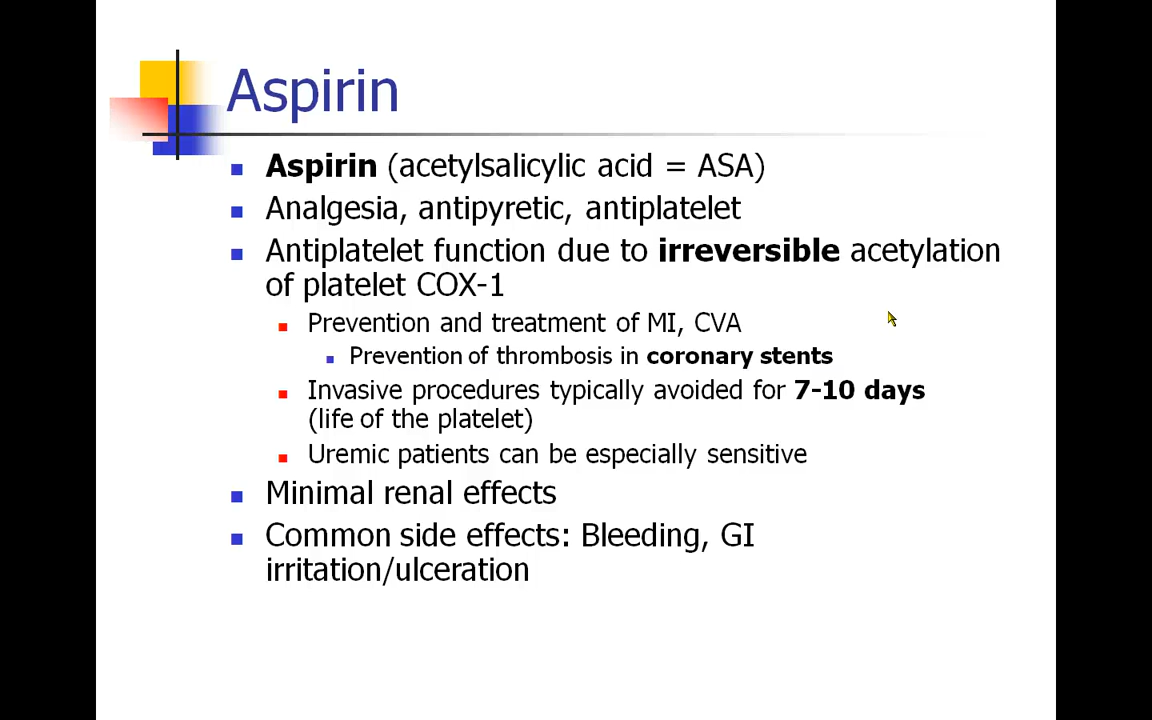 Aspirin
Aspirin (acetylsalicylic acid = ASA)
Analgesia, antipyretic, antiplatelet
Antiplatelet function due to irreversible acetylation
of platelet COX-1
Prevention and treatment of MI, CVA
Prevention of thrombosis in coronary stents
Invasive procedures typically avoided for 7-10 days
(life of the platelet)
Uremic patients can be especially sensitive
Minimal renal effects
Common side effects: Bleeding, GI
irritation/ulceration